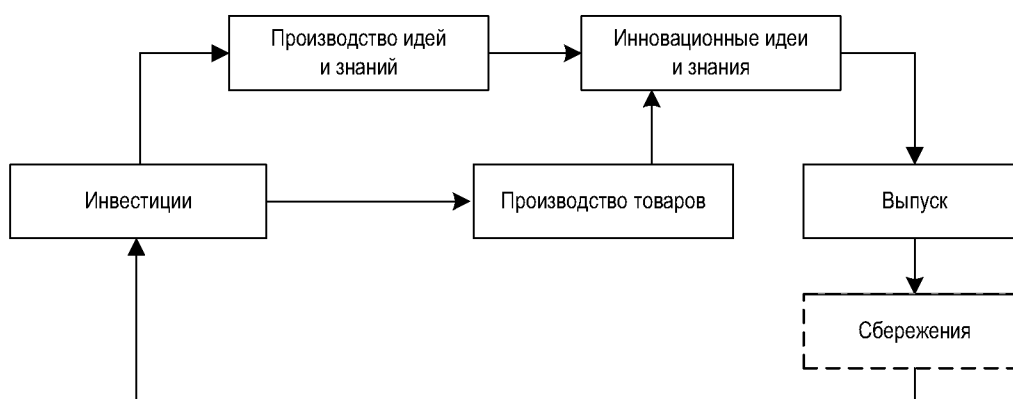 Производство идей
и знаний
Инновационные идеи
и знания
Инвестиции
Производство товаров
Выпуск
Сбережения